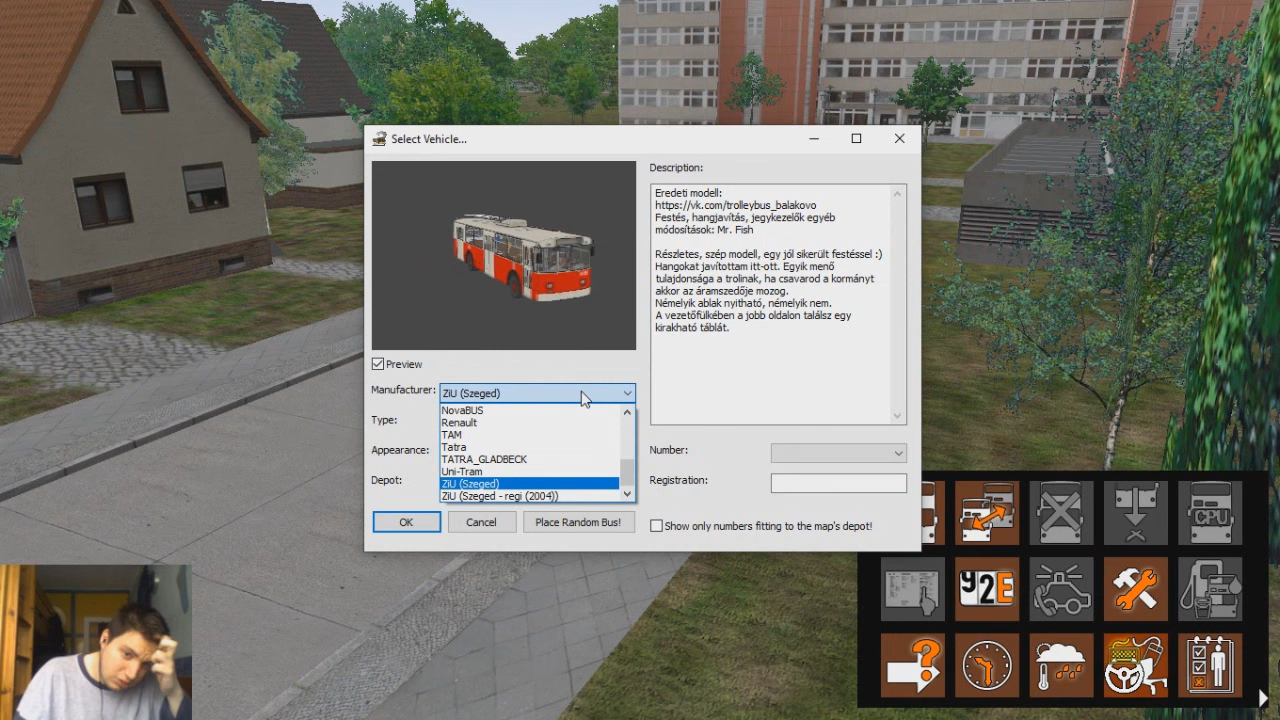 Select Vehicle...
Description:
Eredeti modell:
https://vk.com/trolleybus_balakovo
Festés, hangjavítás, jegykezelők egyéb
módosítások: Mr. Fish
Részletes, szép modell, egy jól sikerült festéssel :)
Hangokat javítottam itt-ott. Egyik menő
tulajdonsága a trolinak, ha csavarod a kormányt
akkor az áramszedője mozog.
Némelyik ablak nyitható, némelyik nem.
A vezetőfülkében a jobb oldalon találsz egy
kirakható táblát.
Preview
Manufacturer:
ZiU (Szeged)
NovaBUS
Renault
TAM
Tatra
TATRA_GLADBECK
Uni-Tram
ZiU (Szeged)
ZiU (Szeged - regi (2004))
Type:
Appearance:
Depot:
Number:
Registration:
OK
Cancel
Place Random Bus!
Show only numbers fitting to the map's depot!
CPU
92E
?